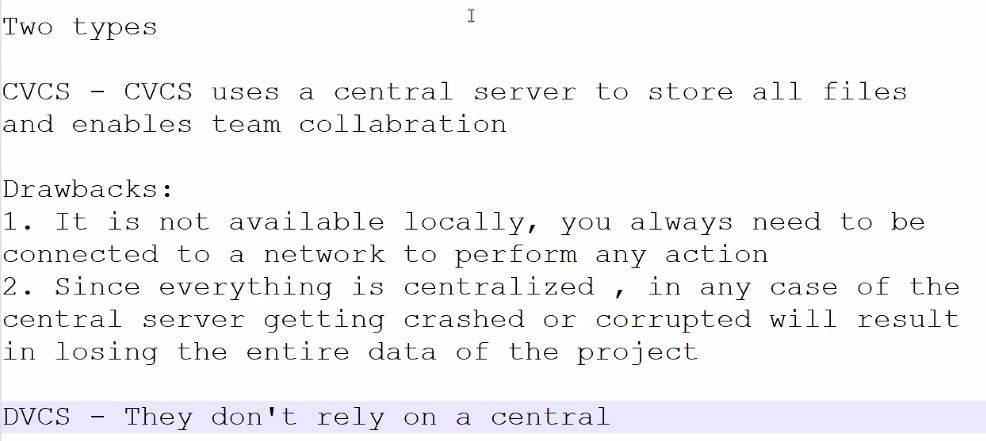 Two types
CVCS - CVCS uses a central server to store all files
and enables team collabration
Drawbacks:
1. It is not available locally, you always need to be
connected to a network to perform any action
2. Since everything is centralized , in any case of the
central server getting crashed or corrupted will result
in losing the entire data of the project
DVCS - They don't rely on a central